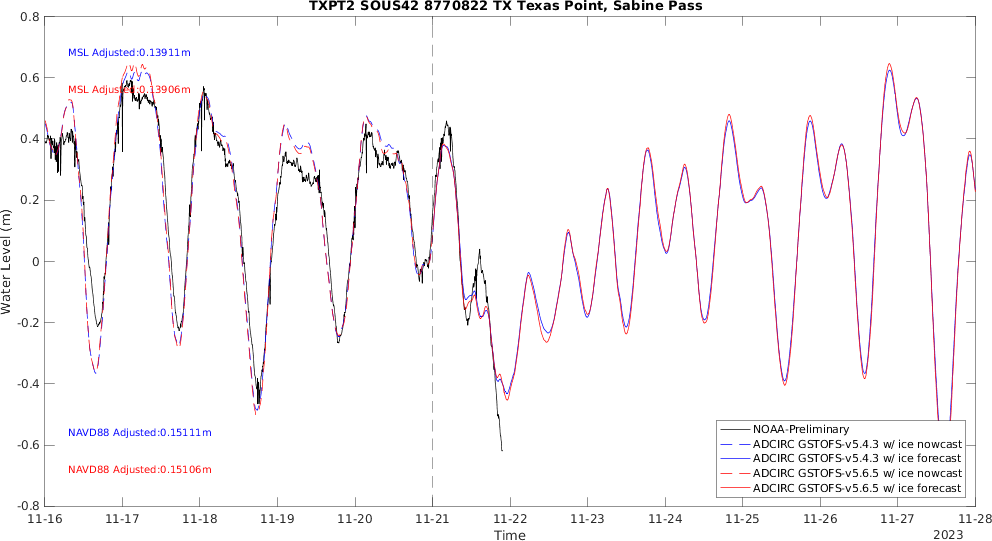 TXPT2 SOUS42 8770822 TX Texas Point, Sabine Pass
0.8
0.6
0.4
0.2
0
-0.2
-0.4
-0.6
-0.8
Water Level (m)
MSL Adjusted:0.13911m
MSL Adjusted:0.13906m
NAVD88 Adjusted:0.15111m
NAVD88 Adjusted:0.15106m
NOAA-Preliminary
ADCIRC GSTOFS-v5.4.3 w/ ice nowcast
ADCIRC GSTOFS-v5.4.3 w/ ice forecast
ADCIRC GSTOFS-v5.6.5 w/ ice nowcast
ADCIRC GSTOFS-v5.6.5 w/ ice forecast
11-16 11-17 11-18 11-19 11-20 11-21 11-22 11-23 11-24 11-25 11-26 11-27 11-28
Time
2023